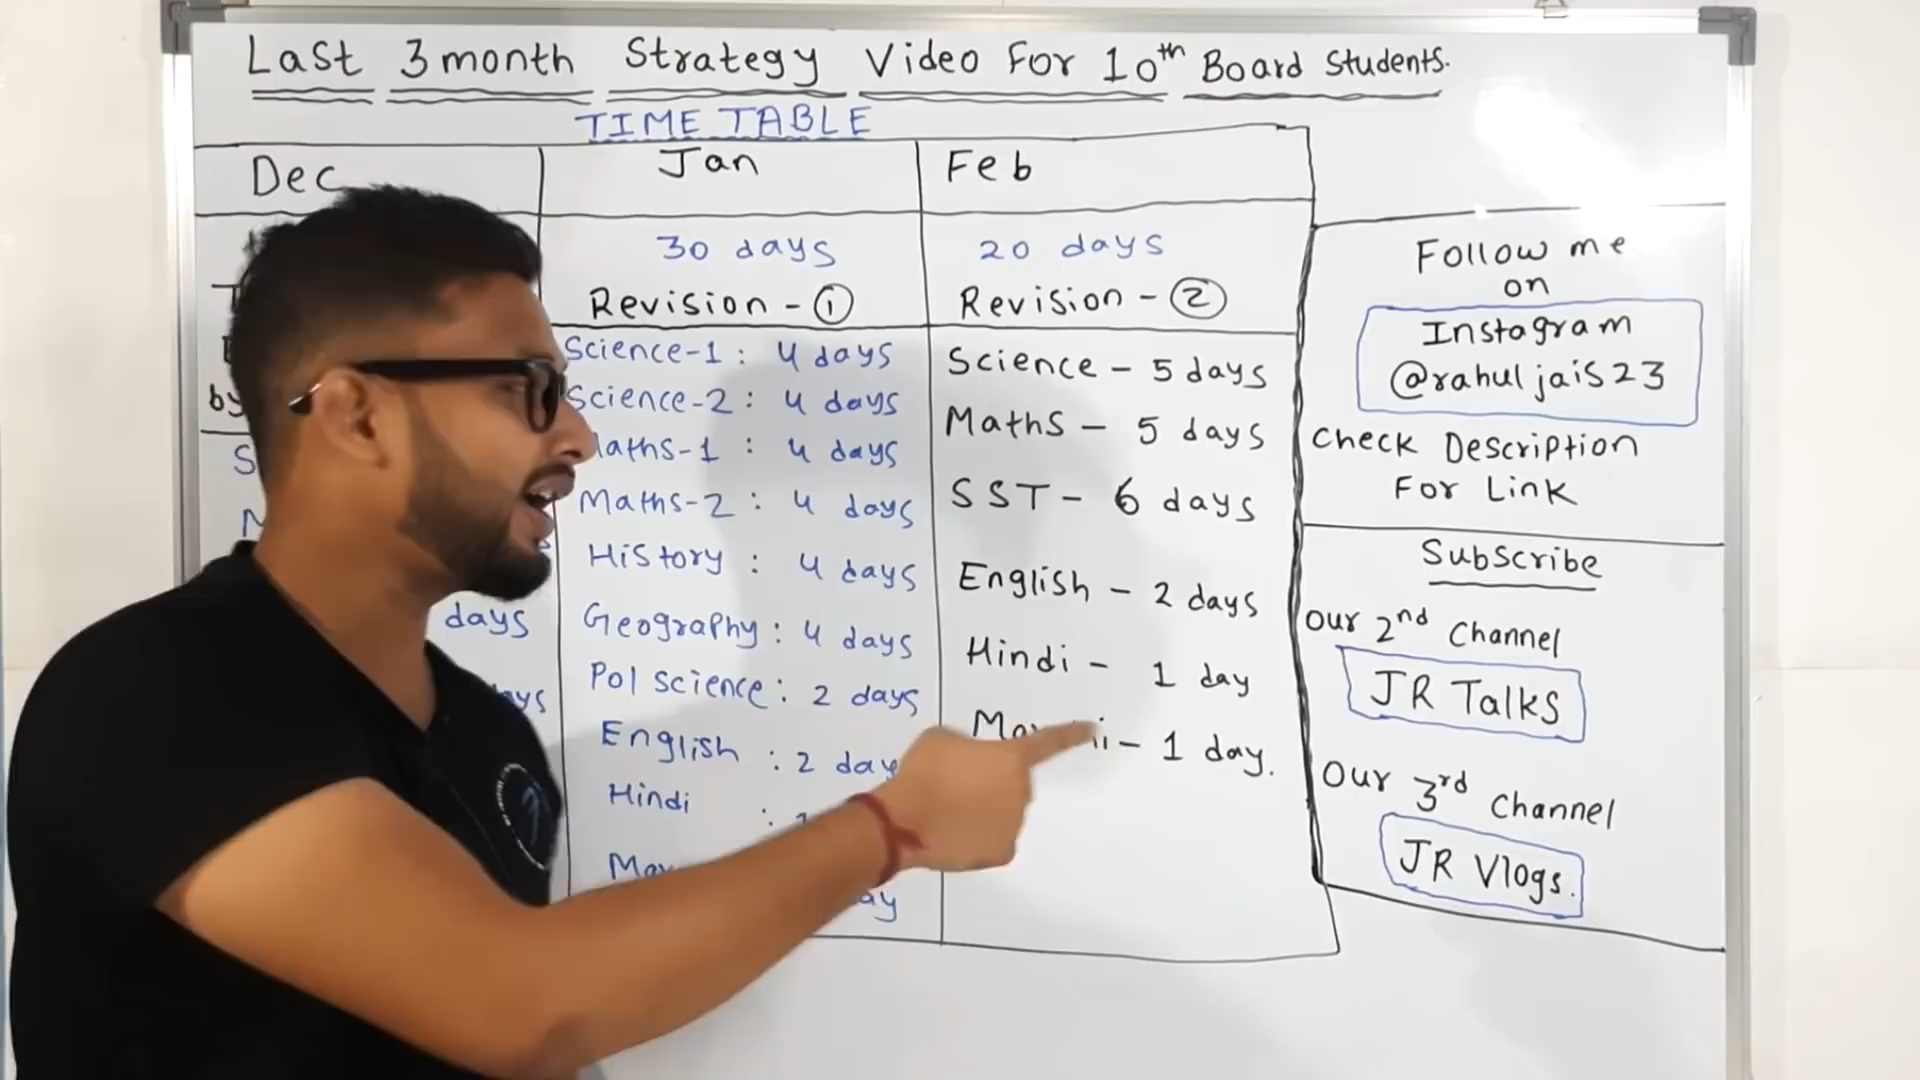 Last 3 month Strategy Video For 10th Board Students.
TIME TABLE
Dec
days
Jan
30 days
Revision - ①
Science-1 : 4 days
Science-2 : 4 days
Maths-2 : 4 days
History : 4 days
Geography : 4 days
Pol science : 2 days
English : 2
Hindi :
Feb
20 days
Revision - ②
Science - 5 days
Maths - 5 days
SST - 6 days
English - 2 days
Hindi - 1 day
- 1 day.
Follow me
on
Instagram
@rahuljais23
Check Description
For Link
Subscribe
Our 2nd Channel
JR Talks
Our 3rd Channel
JR Vlogs.